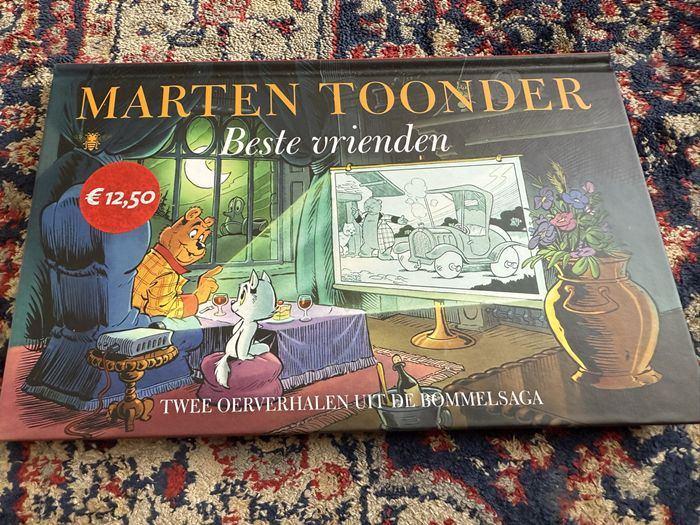 MARTEN TOONDER
Beste vrienden
€ 12,50
TWEE OERVERHALEN UIT DE BOMMELSAGA